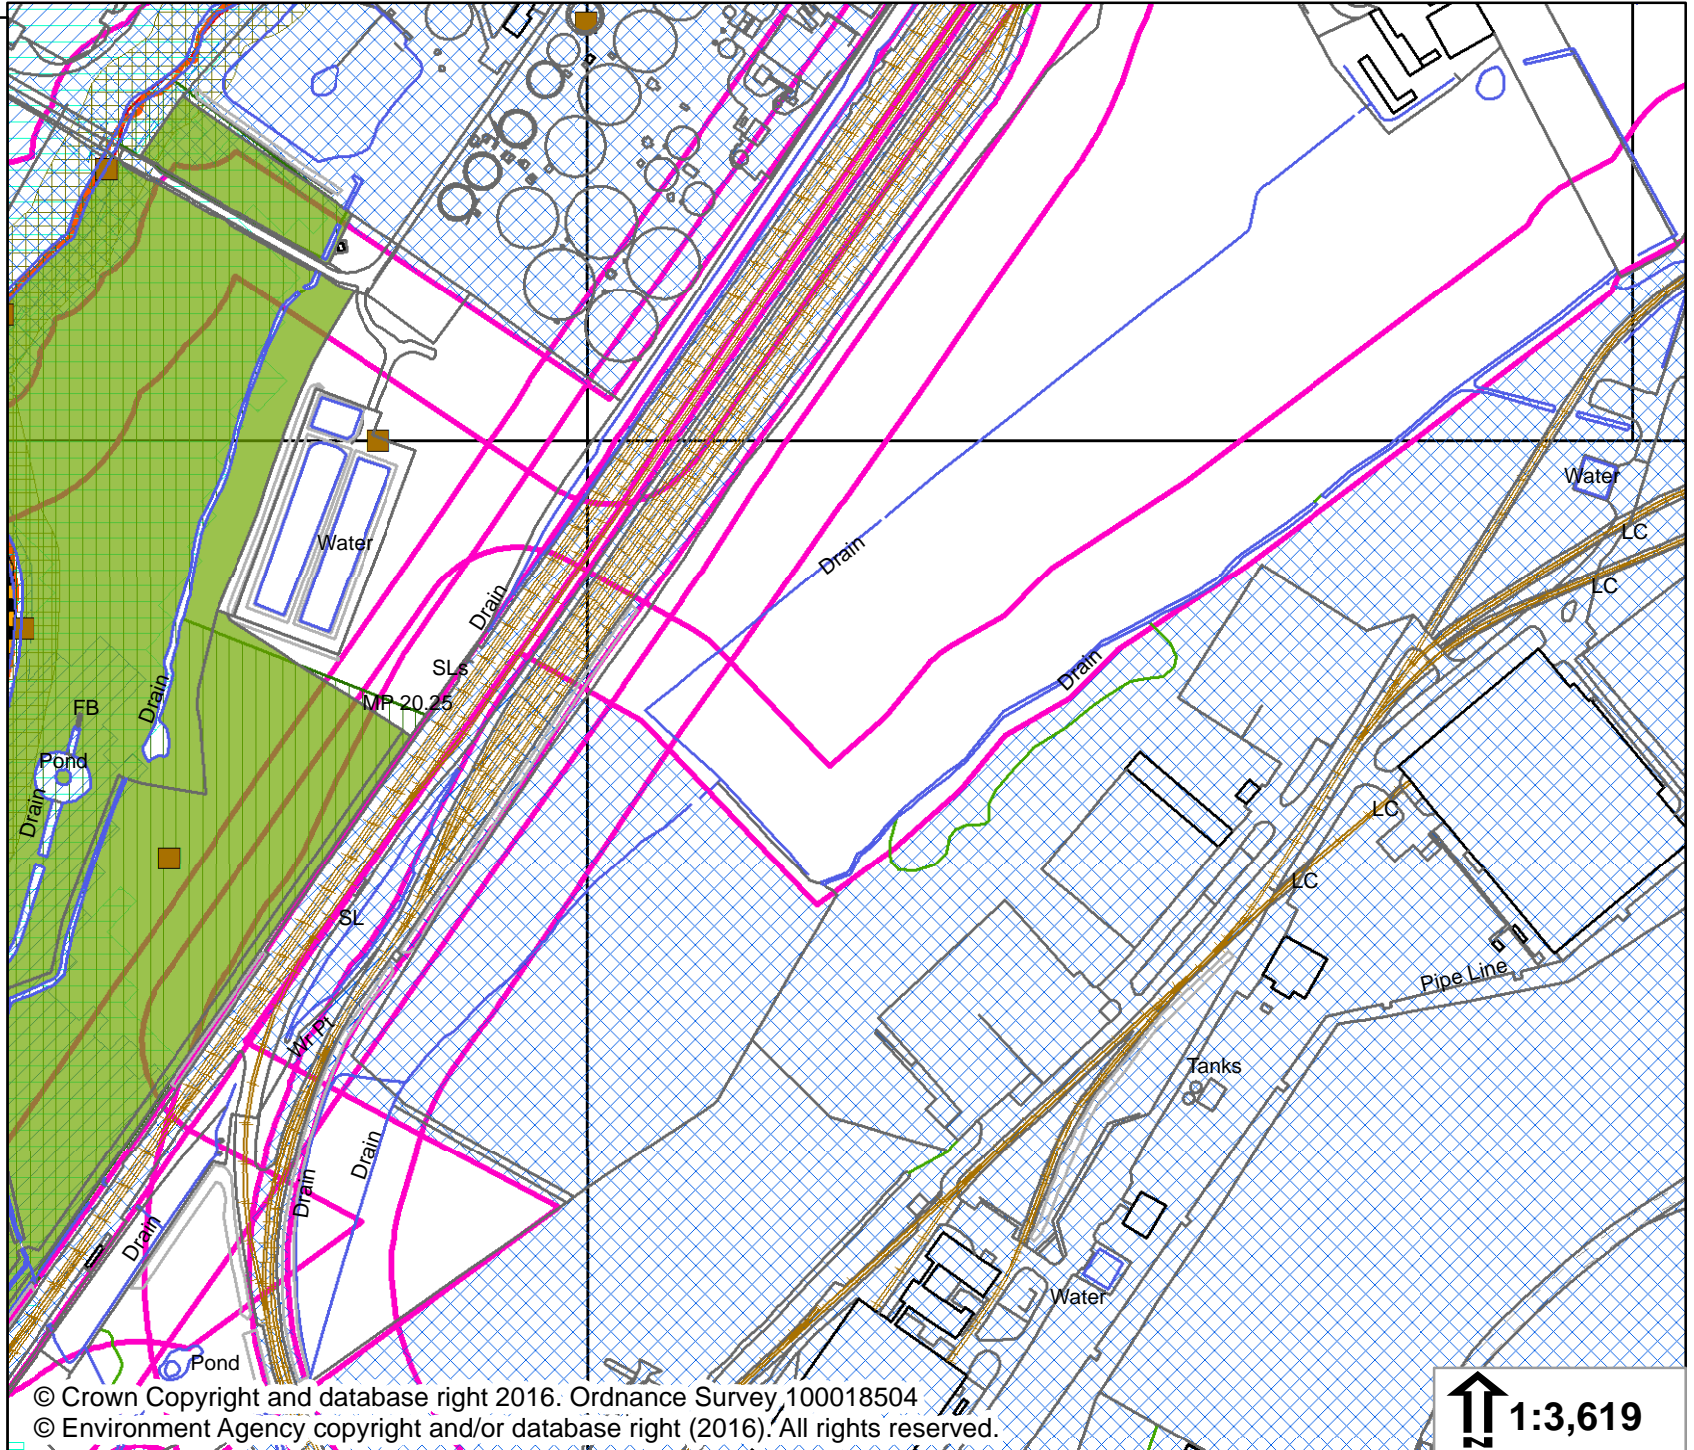 Water
LC
Water
Drain
LC
Drain
SLs
Drain
MP 20.25
Drain
FB
Pond
Drain
LC
LC
SL
Pipe Line
Wr Pt
Tanks
Drain
Drain
Drain
Water
Pond
© Crown Copyright and database right 2016. Ordnance Survey 100018504
© Environment Agency copyright and/or database right (2016). All rights reserved.
N
1:3,619